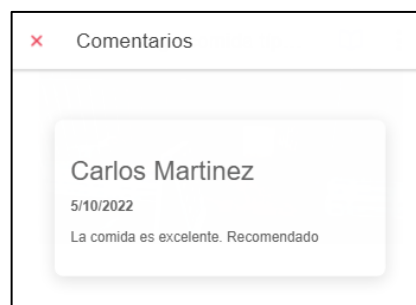 × Comentarios
Carlos Martinez
5/10/2022
La comida es excelente. Recomendado